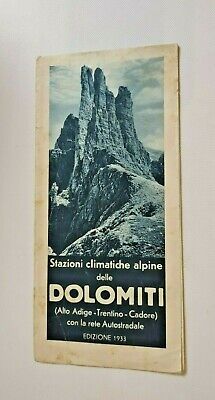 Stazioni climatiche alpine
delle
DOLOMITI
(Alto Adige - Trentino - Cadore)
con la rete Autostradale
EDIZIONE 1933